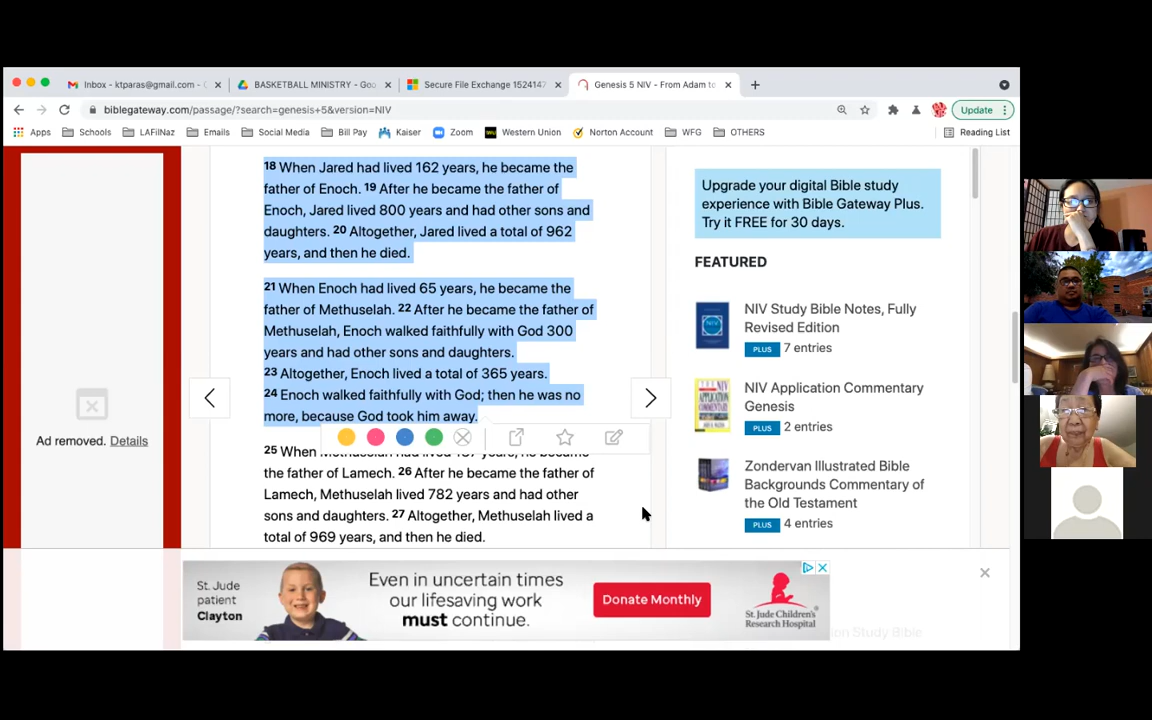 Inbox - ktparas@gmail.com -
BASKETBALL MINISTRY - Goo
Secure File Exchange 1524147
Genesis 5 NIV - From Adam to
biblegateway.com/passage/?search=genesis+5&version=NIV
Update
Apps
Schools
LAFilNaz
Emails
Social Media
Bill Pay
Kaiser
Zoom
Western Union
Norton Account
WFG
OTHERS
Reading List
18 When Jared had lived 162 years, he became the
father of Enoch. 19 After he became the father of
Enoch, Jared lived 800 years and had other sons and
daughters. 20 Altogether, Jared lived a total of 962
years, and then he died.
21 When Enoch had lived 65 years, he became the
father of Methuselah. 22 After he became the father of
Methuselah, Enoch walked faithfully with God 300
years and had other sons and daughters.
23 Altogether, Enoch lived a total of 365 years.
24 Enoch walked faithfully with God; then he was no
more, because God took him away.
25 When Methuselah had lived 187 years, he became
the father of Lamech. 26 After he became the father of
Lamech, Methuselah lived 782 years and had other
sons and daughters. 27 Altogether, Methuselah lived a
total of 969 years, and then he died.
Ad removed. Details
Upgrade your digital Bible study
experience with Bible Gateway Plus.
Try it FREE for 30 days.
FEATURED
NIV Study Bible Notes, Fully
Revised Edition
PLUS 7 entries
NIV Application Commentary
Genesis
PLUS 2 entries
Zondervan Illustrated Bible
Backgrounds Commentary of
the Old Testament
PLUS 4 entries
St. Jude
patient
Clayton
Even in uncertain times
our lifesaving work
must continue.
Donate Monthly
St. Jude Children's
Research Hospital
on Study Bible